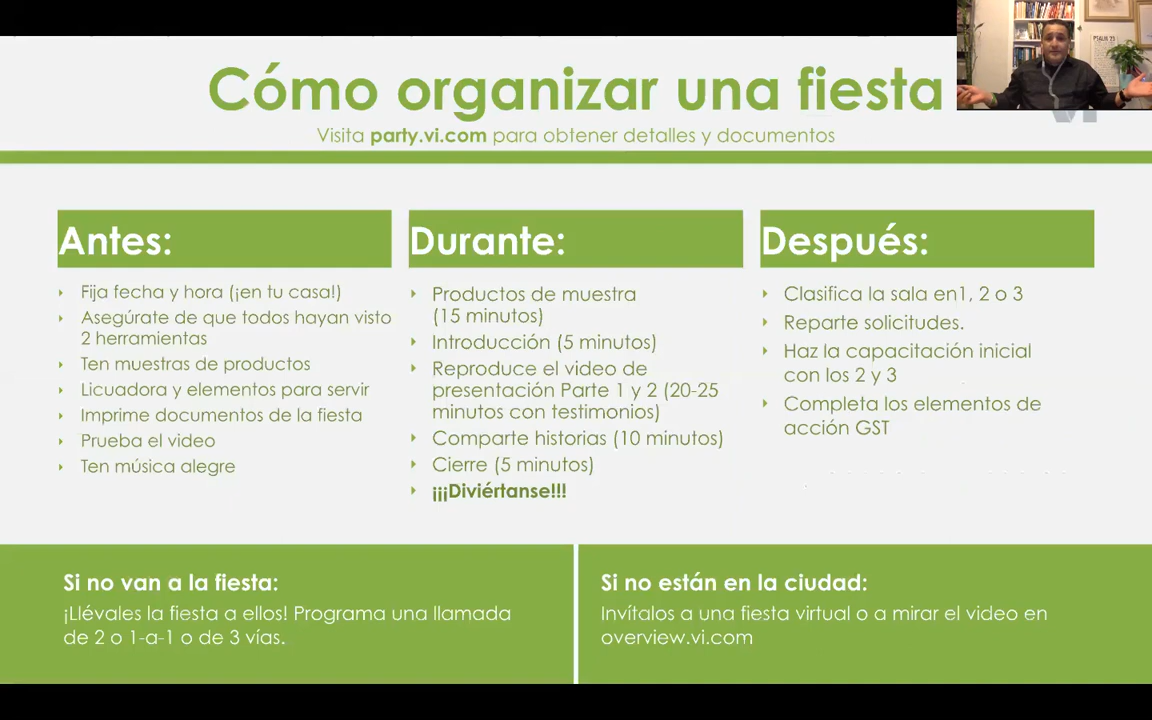 Cómo organizar una fiesta
Visita party.vi.com para obtener detalles y documentos
PSALM 23
Antes:
Fija fecha y hora (¡en tu casa!)
Asegúrate de que todos hayan visto
2 herramientas
Ten muestras de productos
Licuadora y elementos para servir
Imprime documentos de la fiesta
Prueba el video
Ten música alegre
Durante:
Productos de muestra
(15 minutos)
Introducción (5 minutos)
Reproduce el video de
presentación Parte 1 y 2 (20-25
minutos con testimonios)
Comparte historias (10 minutos)
Cierre (5 minutos)
¡¡¡Diviértanse!!!
Después:
Clasifica la sala en1, 2 o 3
Reparte solicitudes.
Haz la capacitación inicial
con los 2 y 3
Completa los elementos de
acción GST
Si no van a la fiesta:
¡Llévales la fiesta a ellos! Programa una llamada
de 2 o 1-a-1 o de 3 vías.
Si no están en la ciudad:
Invítalos a una fiesta virtual o a mirar el video en
overview.vi.com